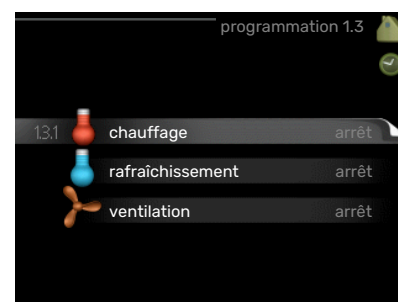 programmation 1.3
1.3.1 chauffage arrêt
rafraîchissement arrêt
ventilation arrêt